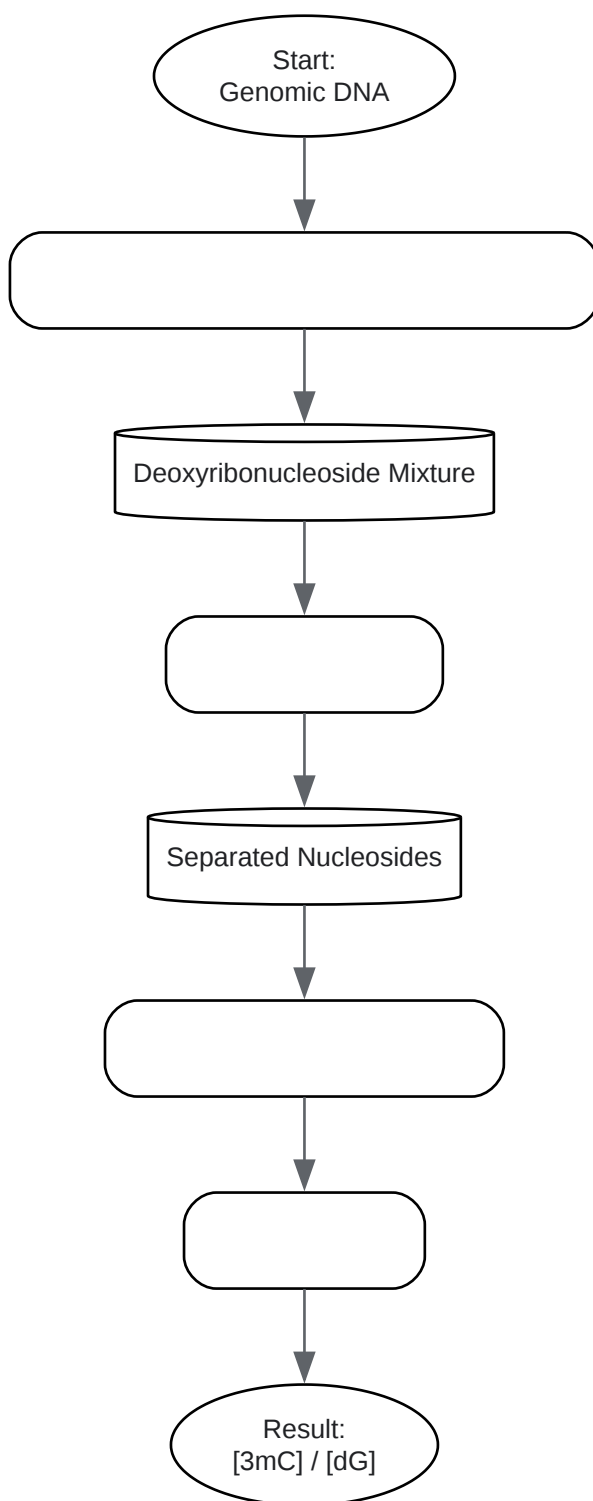 Start:
Genomic DNA
Deoxyribonucleoside Mixture
Separated Nucleosides
Result:
[3mC] / [dG]